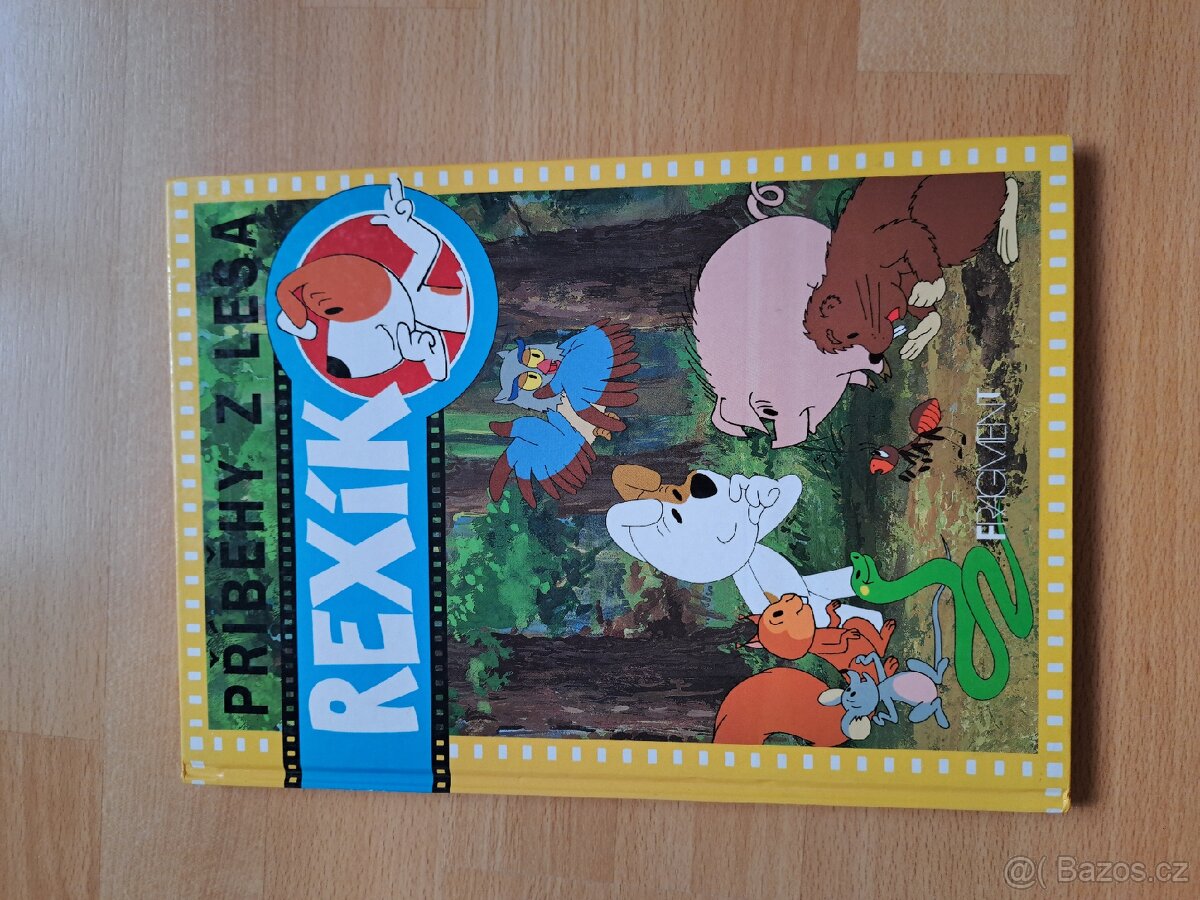 PŘÍBĚHY Z LESA
REXÍK
FRAGMENT
@( Bazos.cz